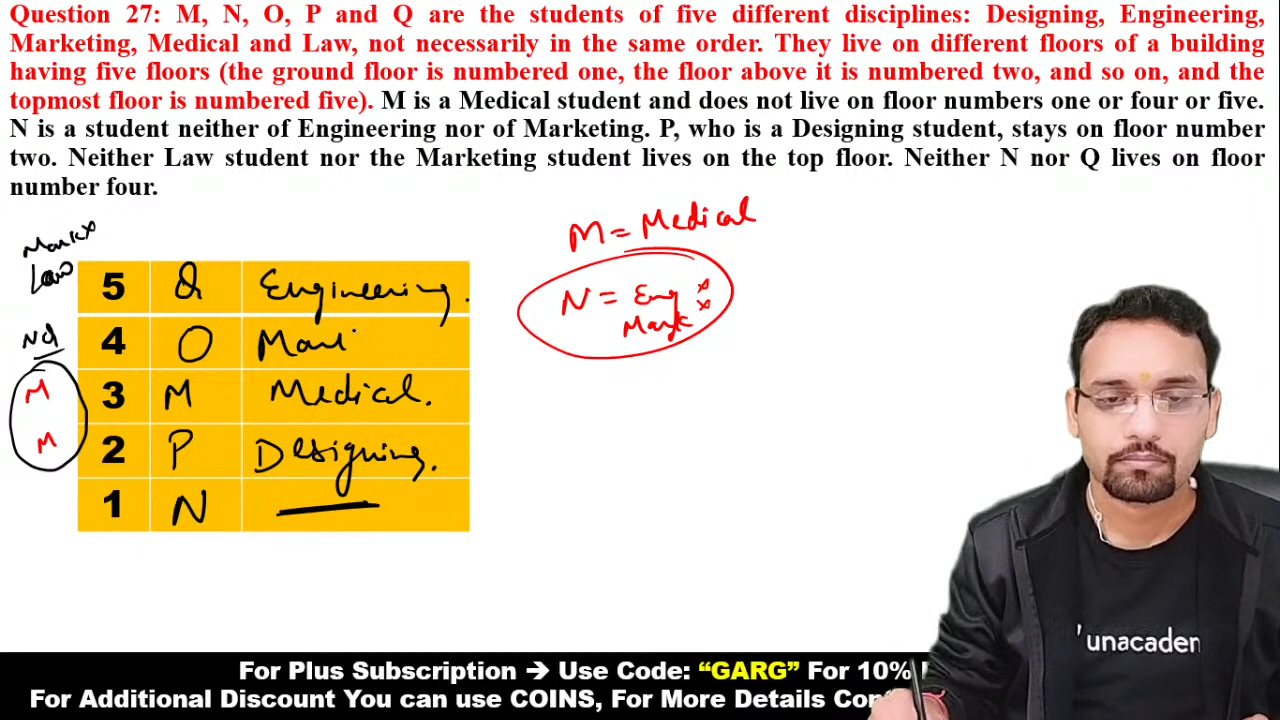 Question 27: M, N, O, P and Q are the students of five different disciplines: Designing, Engineering,
Marketing, Medical and Law, not necessarily in the same order. They live on different floors of a building
having five floors (the ground floor is numbered one, the floor above it is numbered two, and so on, and the
topmost floor is numbered five). M is a Medical student and does not live on floor numbers one or four or five.
N is a student neither of Engineering nor of Marketing. P, who is a Designing student, stays on floor number
two. Neither Law student nor the Marketing student lives on the top floor. Neither N nor Q lives on floor
number four.
M = Medical
N = Eng x
Mark x
Mark x
Law
5 Q Engineering.
4 O Mark
M 3 M Medical.
M 2 P Designing.
1 N
unacaden
For Plus Subscription → Use Code: “GARG” For 10%
For Additional Discount You can use COINS, For More Details Con